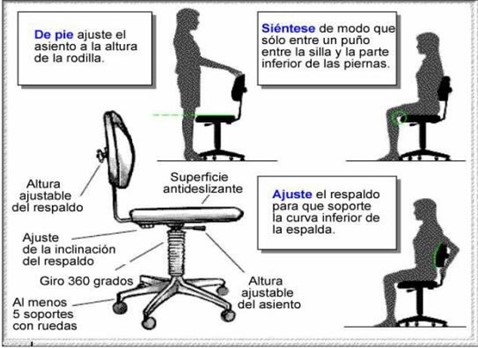 De pie ajuste el
asiento a la altura
de la rodilla.
Siéntese de modo que
sólo entre un puño
entre la silla y la parte
inferior de las piernas.
Altura
ajustable
del respaldo
Superficie
antideslizante
Ajuste
de la inclinación
del respaldo
Giro 360 grados
Al menos
5 soportes
con ruedas
Altura
ajustable
del asiento
Ajuste el respaldo
para que soporte
la curva inferior de
la espalda.